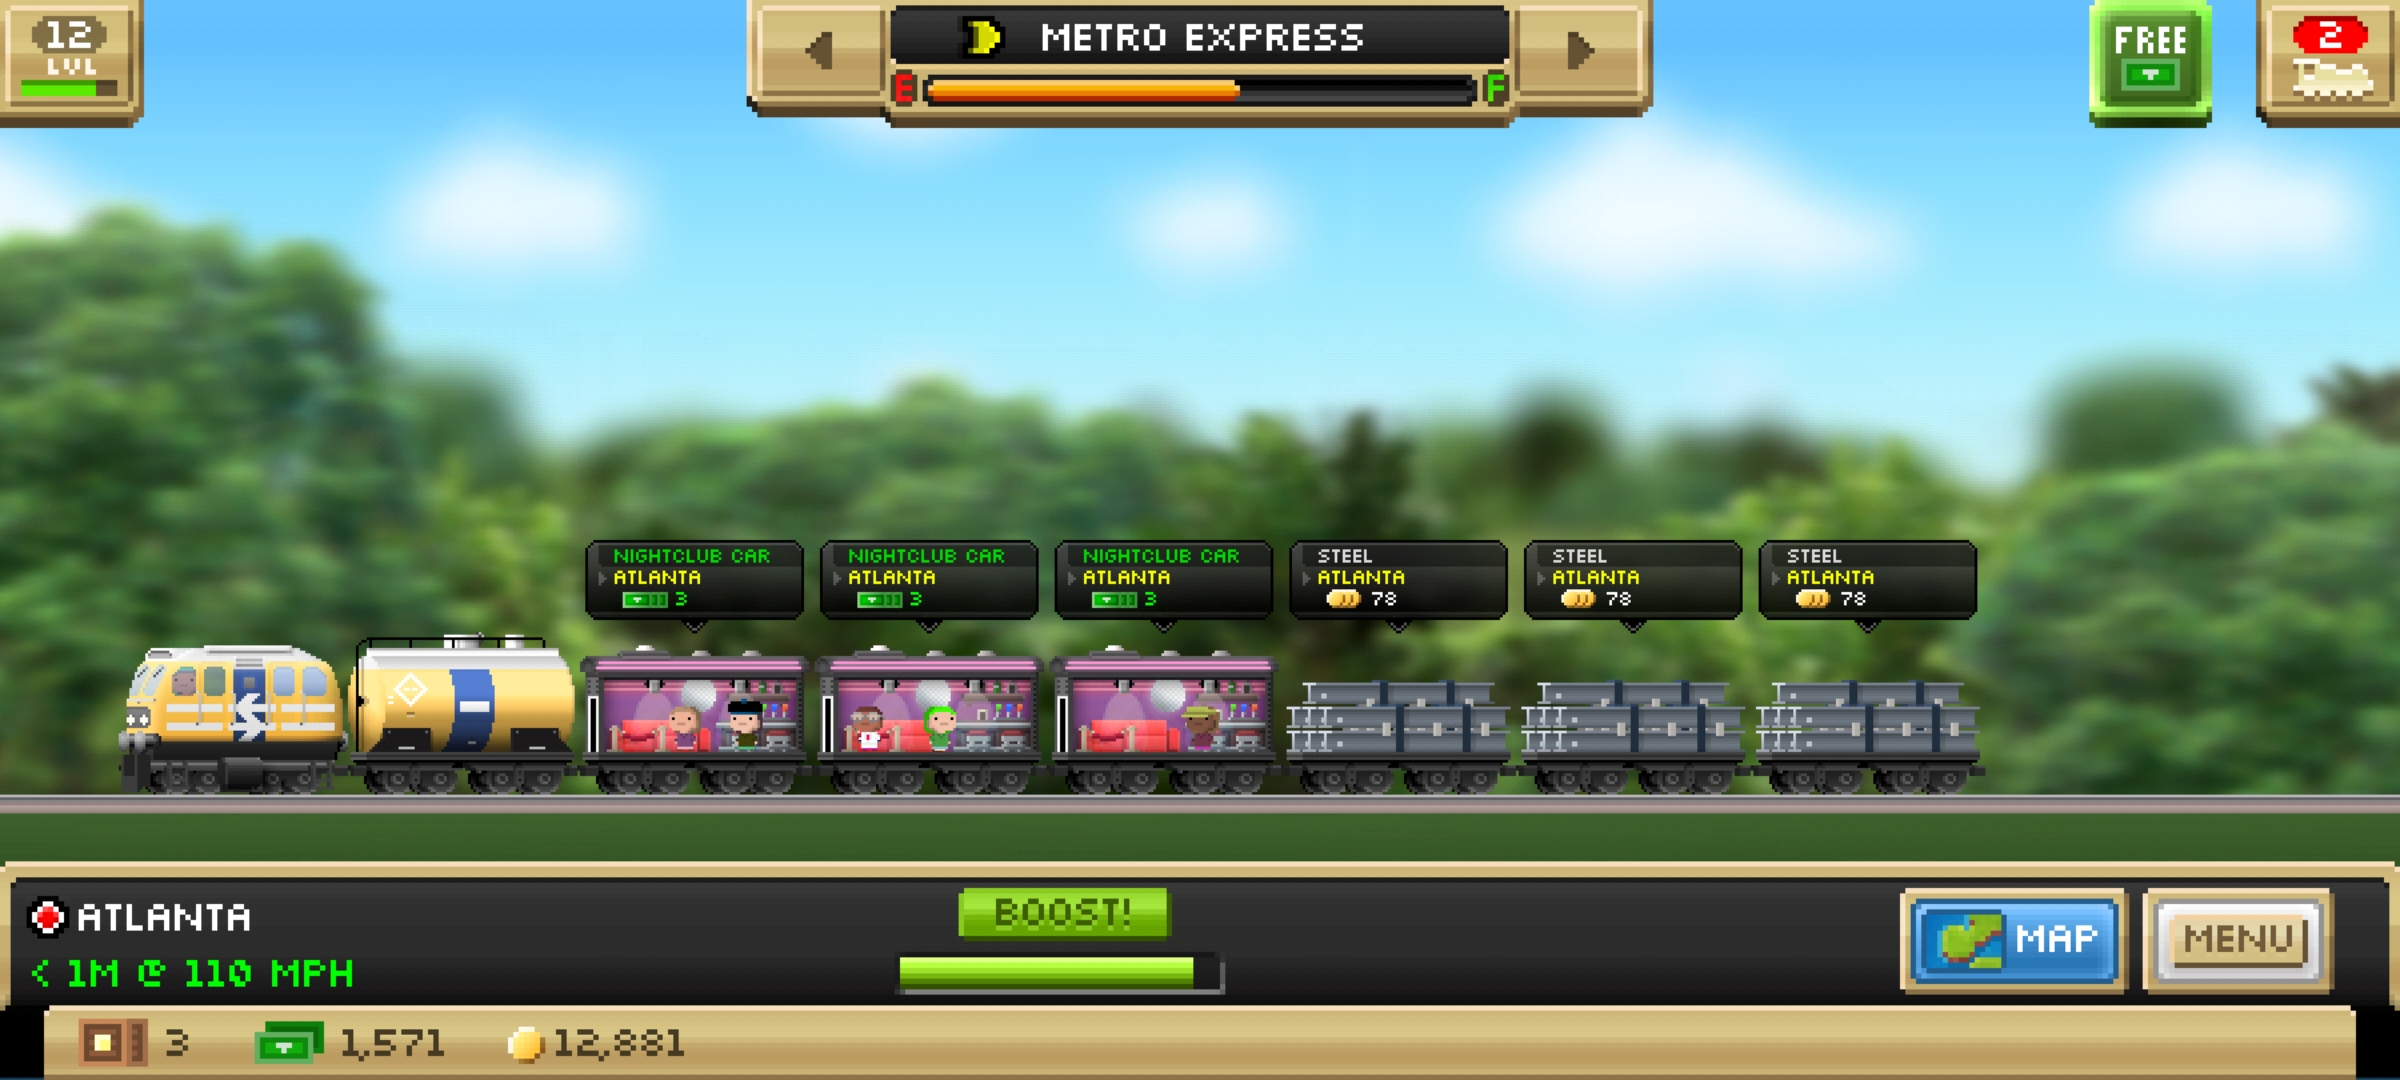 12
LVL
METRO EXPRESS
E F
FREE
2
NIGHTCLUB CAR
ATLANTA
3
NIGHTCLUB CAR
ATLANTA
3
NIGHTCLUB CAR
ATLANTA
3
STEEL
ATLANTA
78
STEEL
ATLANTA
78
STEEL
ATLANTA
78
ATLANTA
< 1M @ 110 MPH
BOOST!
MAP
MENU
3 1,571 12,881